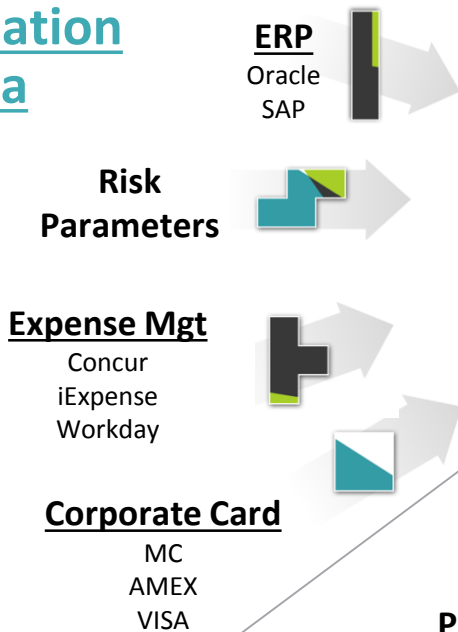 ation
a
ERP
Oracle
SAP
Risk
Parameters
Expense Mgt
Concur
iExpense
Workday
Corporate Card
MC
AMEX
VISA
P